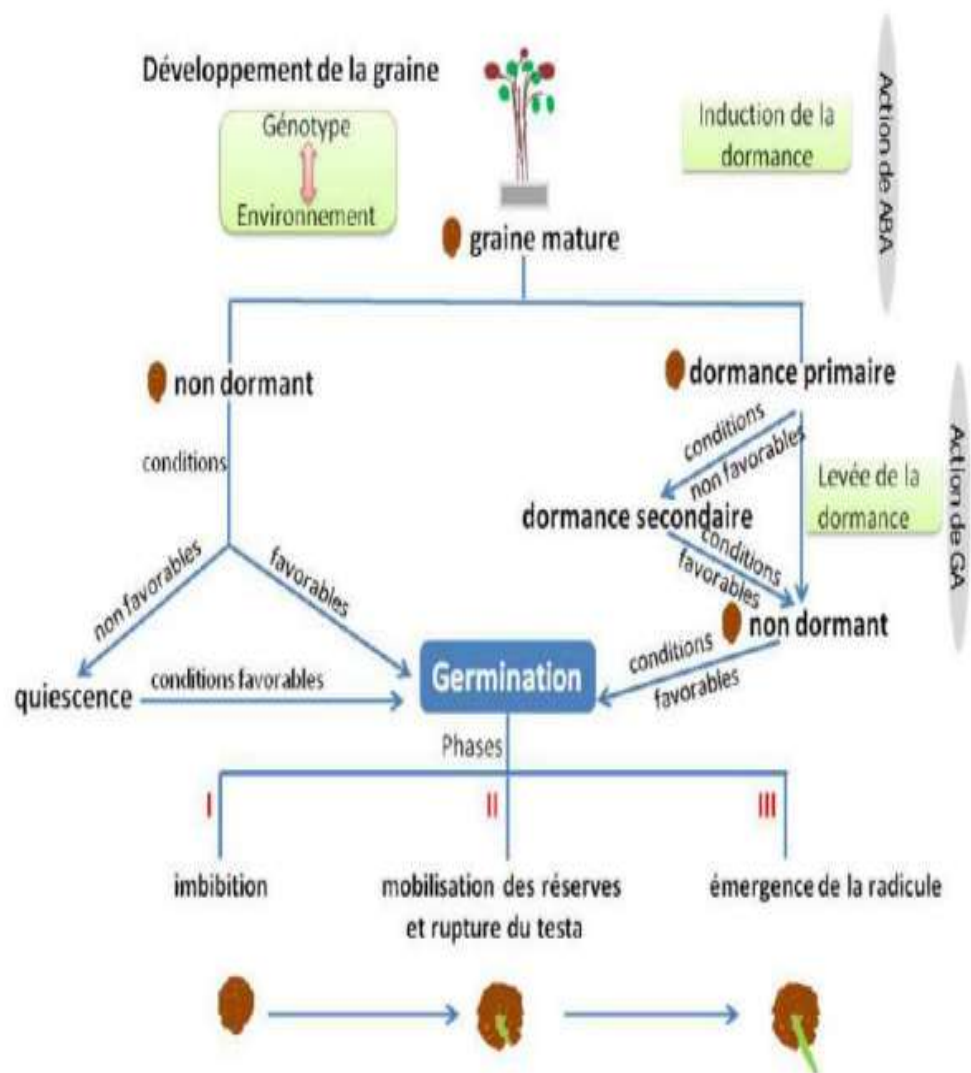 Développement de la graine
Génotype
Environnement
Induction de la
dormance
Action de ABA
graine mature
non dormant
dormance primaire
conditions
conditions
non favorables
Levée de la
dormance
Action de GA
dormance secondaire
conditions
favorables
non favorables
favorables
non dormant
quiescence
conditions favorables
Germination
conditions
favorables
Phases
I
II
III
imbibition
mobilisation des réserves
et rupture du testa
émergence de la radicule